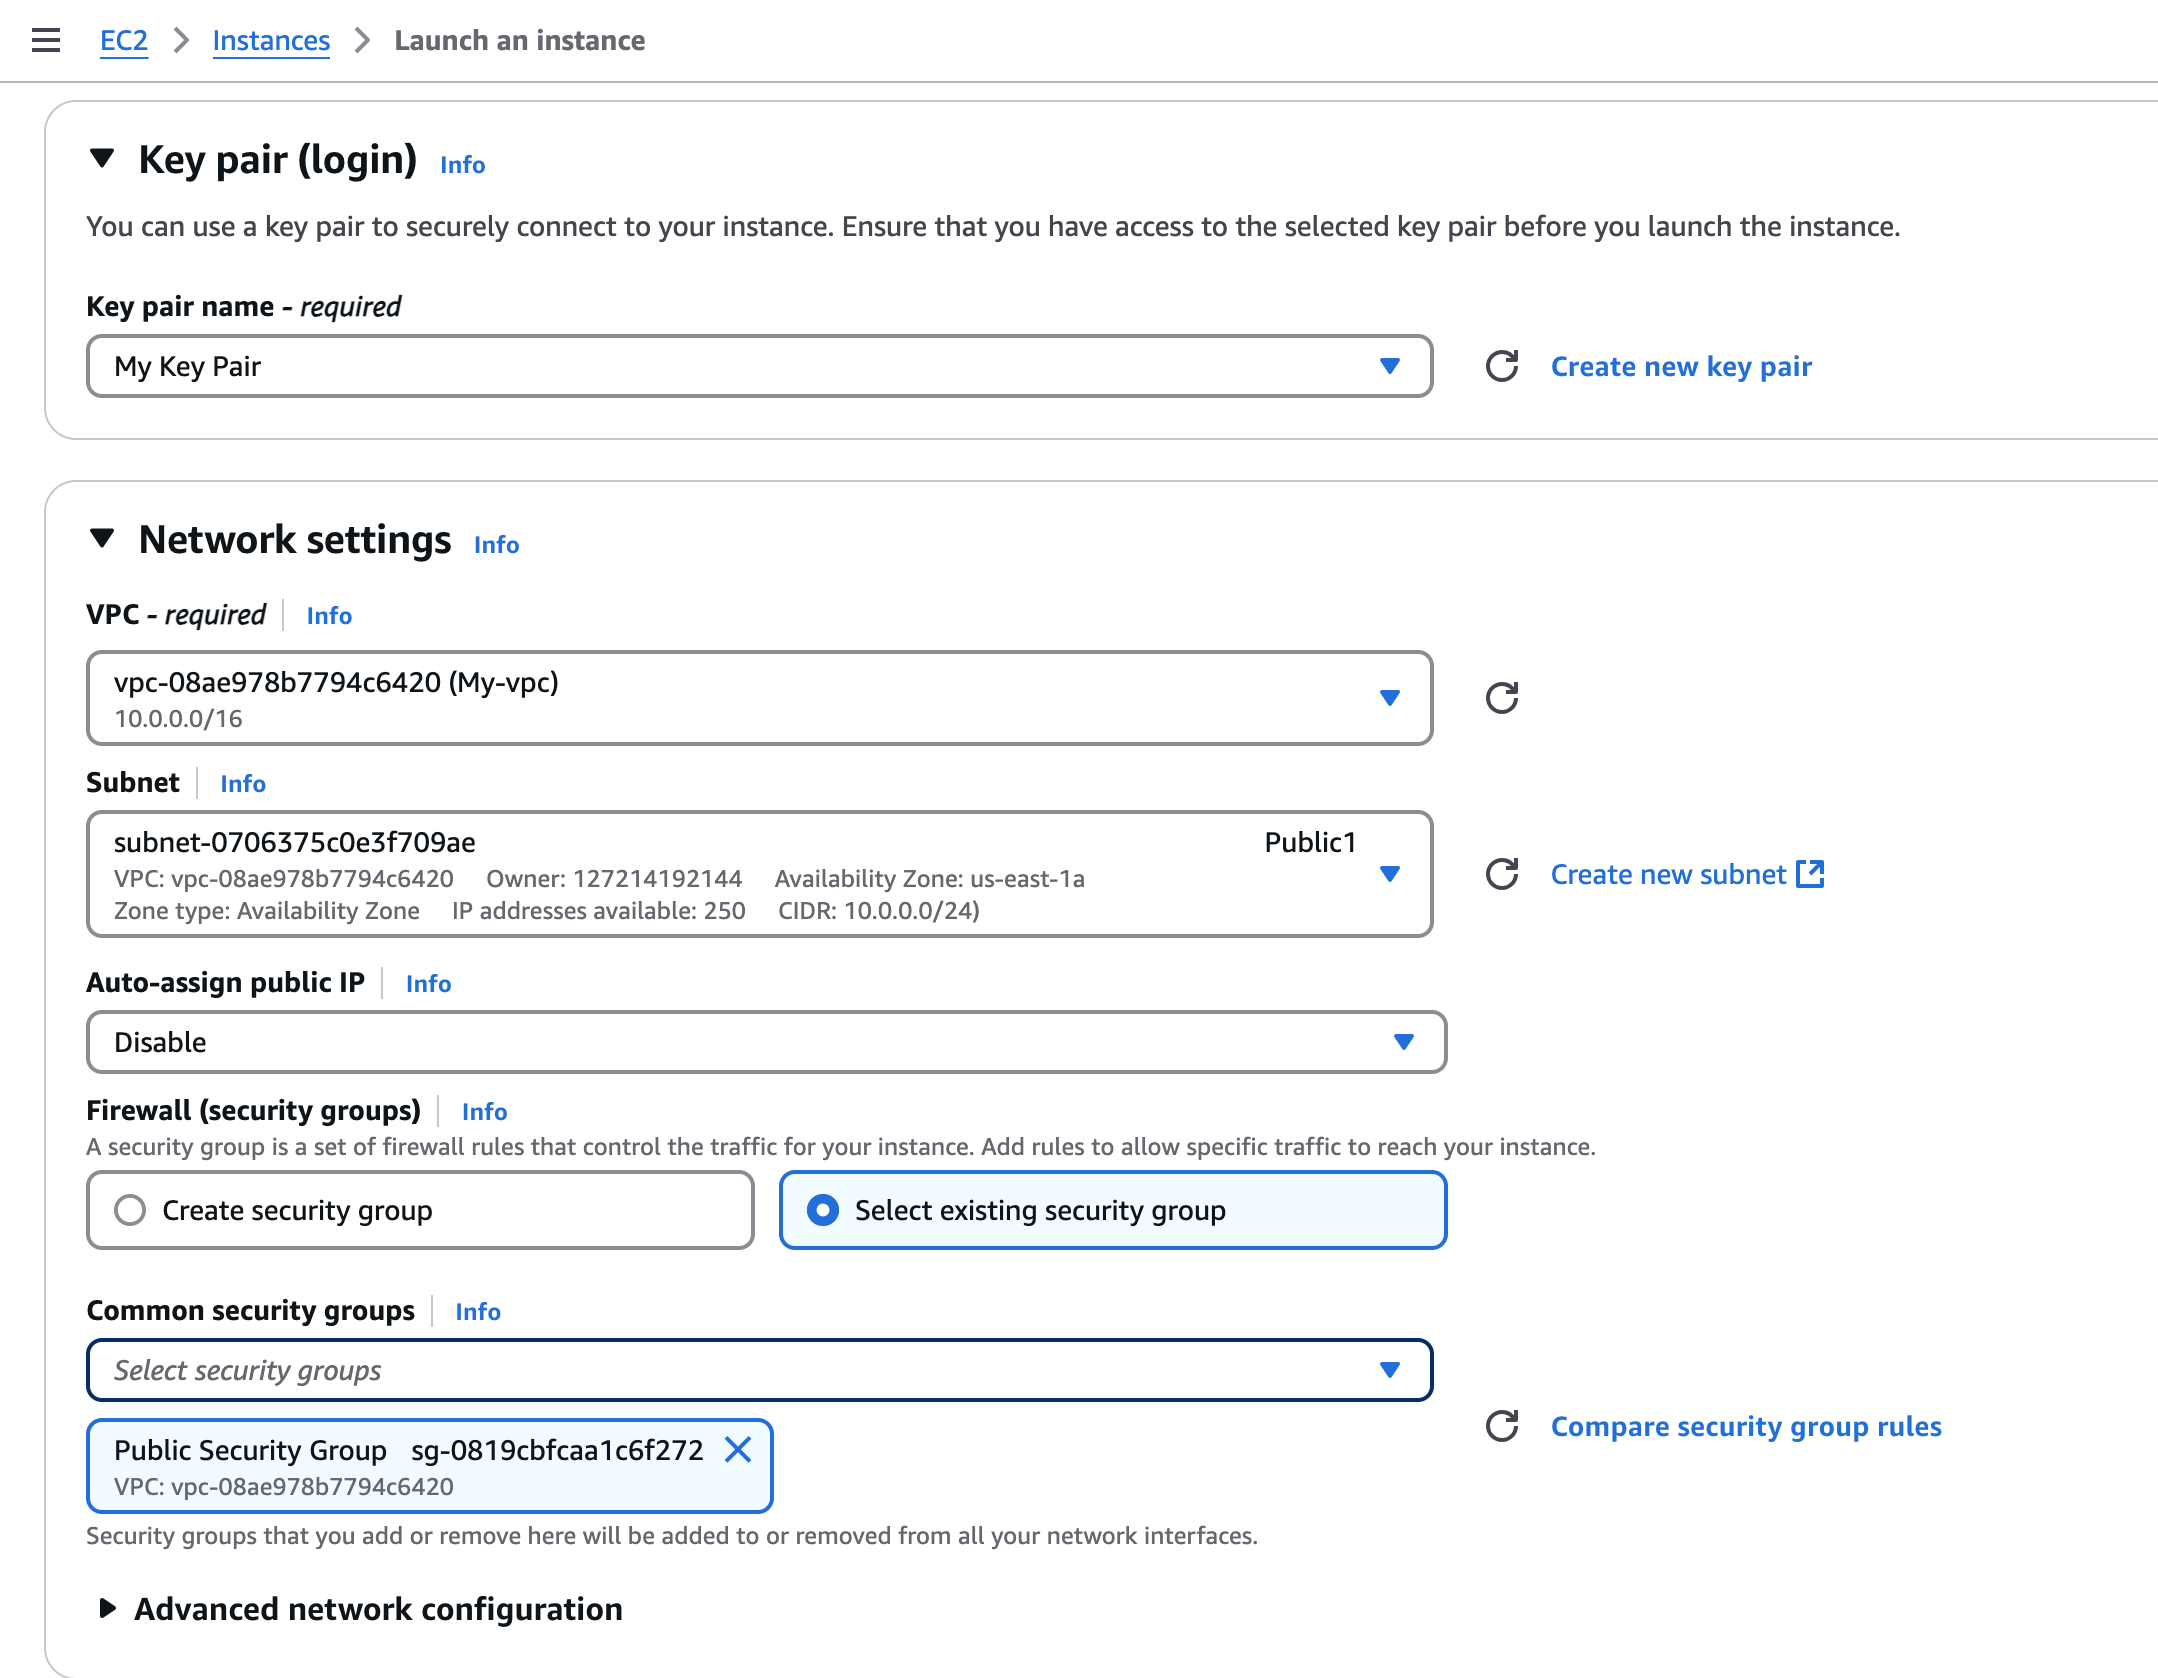 EC2 > Instances > Launch an instance
Key pair (login) Info
You can use a key pair to securely connect to your instance. Ensure that you have access to the selected key pair before you launch the instance.
Key pair name - required
My Key Pair
Create new key pair
Network settings Info
VPC - required Info
vpc-08ae978b7794c6420 (My-vpc)
10.0.0.0/16
Subnet Info
subnet-0706375c0e3f709ae Public1
VPC: vpc-08ae978b7794c6420 Owner: 127214192144 Availability Zone: us-east-1a
Zone type: Availability Zone IP addresses available: 250 CIDR: 10.0.0.0/24)
Create new subnet
Auto-assign public IP Info
Disable
Firewall (security groups) Info
A security group is a set of firewall rules that control the traffic for your instance. Add rules to allow specific traffic to reach your instance.
Create security group Select existing security group
Common security groups Info
Select security groups
Public Security Group sg-0819cbfcaa1c6f272
VPC: vpc-08ae978b7794c6420
Compare security group rules
Security groups that you add or remove here will be added to or removed from all your network interfaces.
Advanced network configuration